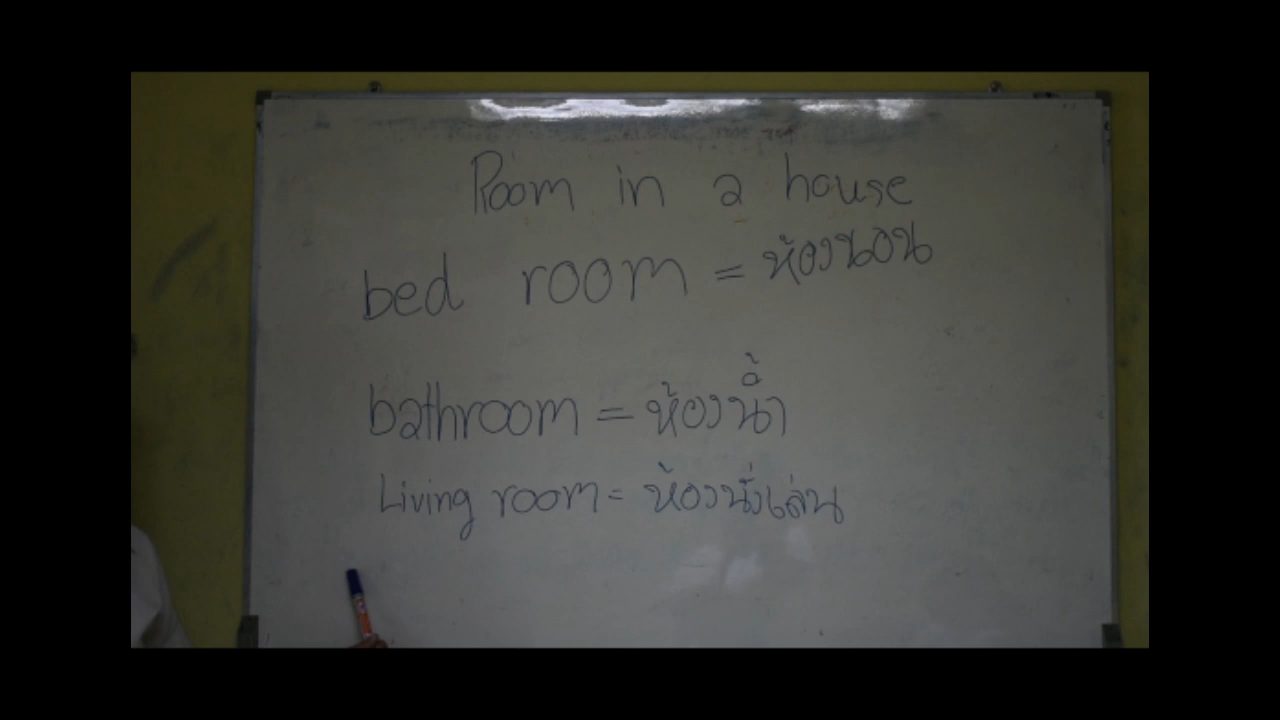 Room in a house
bed room = ห้องนอน
bathroom = ห้องน้ำ
Living room = ห้องนั่งเล่น